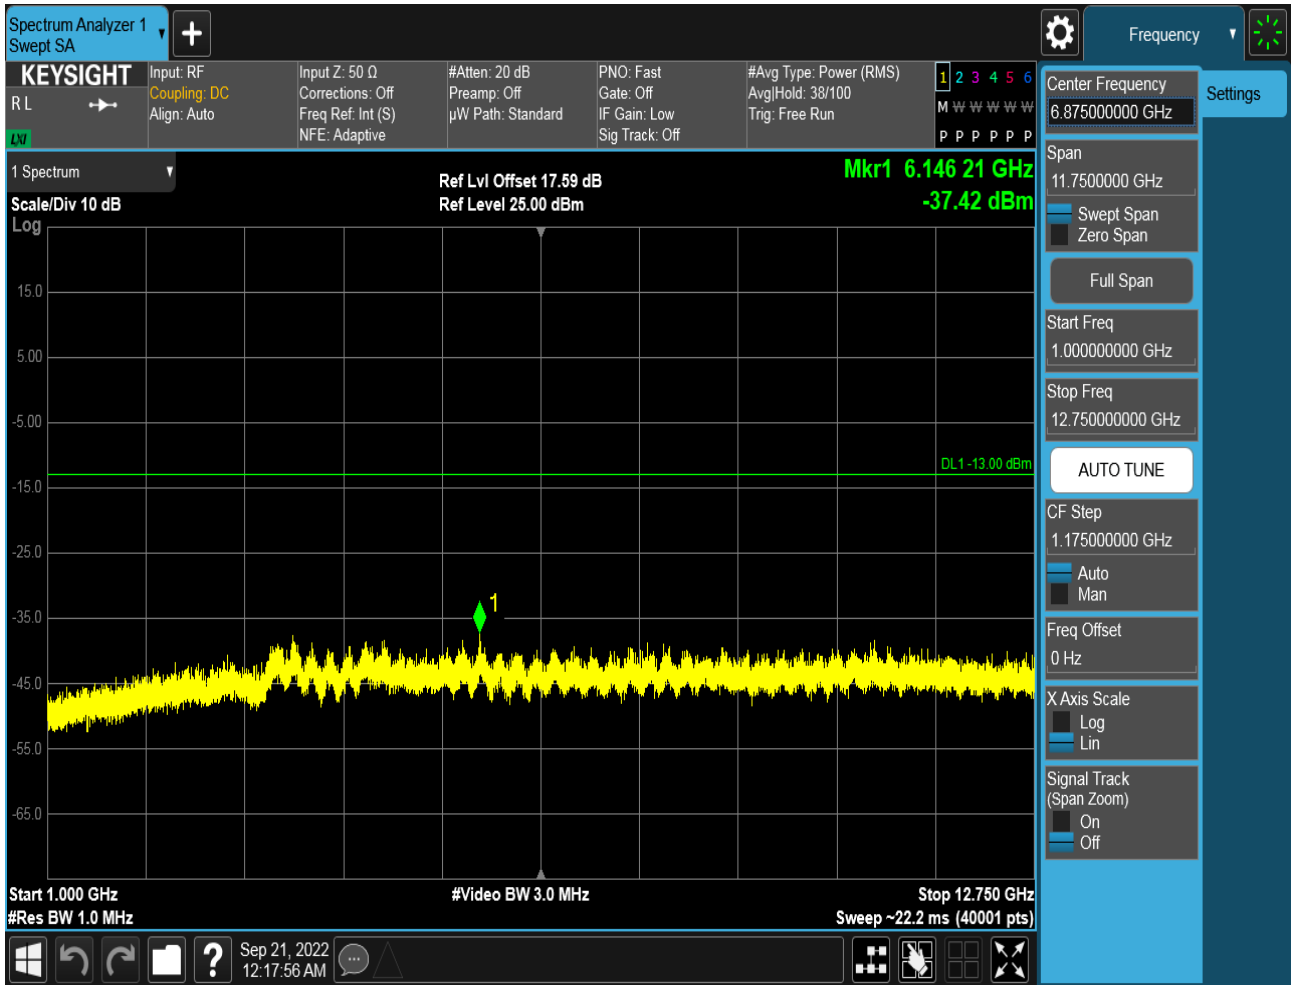 Spectrum Analyzer 1
Swept SA
Frequency
KEYSIGHT
R L
LXI
Input: RF
Coupling: DC
Align: Auto
Input Z: 50 Ω
Corrections: Off
Freq Ref: Int (S)
NFE: Adaptive
#Atten: 20 dB
Preamp: Off
µW Path: Standard
PNO: Fast
Gate: Off
IF Gain: Low
Sig Track: Off
#Avg Type: Power (RMS)
Avg|Hold: 38/100
Trig: Free Run
1 2 3 4 5 6
M W W W W W
P P P P P P
Center Frequency
6.875000000 GHz
Settings
Span
11.7500000 GHz
Swept Span
Zero Span
Full Span
Start Freq
1.000000000 GHz
Stop Freq
12.750000000 GHz
AUTO TUNE
CF Step
1.175000000 GHz
Auto
Man
Freq Offset
0 Hz
X Axis Scale
Log
Lin
Signal Track
(Span Zoom)
On
Off
1 Spectrum
Scale/Div 10 dB
Log
Ref Lvl Offset 17.59 dB
Ref Level 25.00 dBm
Mkr1 6.146 21 GHz
-37.42 dBm
15.0
5.00
-5.00
DL1 -13.00 dBm
-15.0
-25.0
1
-35.0
-45.0
-55.0
-65.0
Start 1.000 GHz
#Video BW 3.0 MHz
Stop 12.750 GHz
#Res BW 1.0 MHz
Sweep ~22.2 ms (40001 pts)
?
Sep 21, 2022
12:17:56 AM